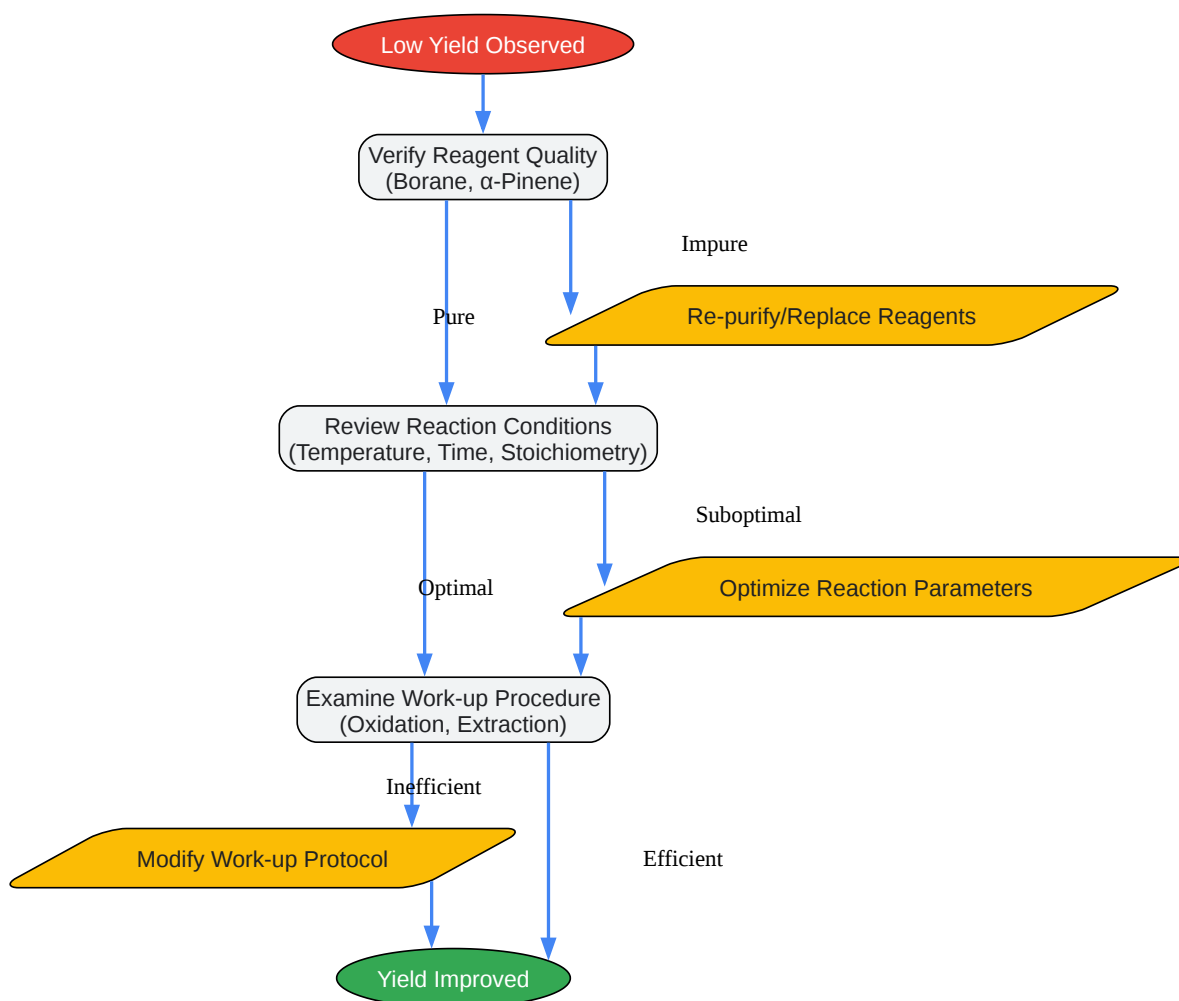 Low Yield Observed
Verify Reagent Quality
(Borane, α-Pinene)
Impure
Pure
Re-purify/Replace Reagents
Review Reaction Conditions
(Temperature, Time, Stoichiometry)
Suboptimal
Optimal
Optimize Reaction Parameters
Examine Work-up Procedure
(Oxidation, Extraction)
Inefficient
Modify Work-up Protocol
Efficient
Yield Improved